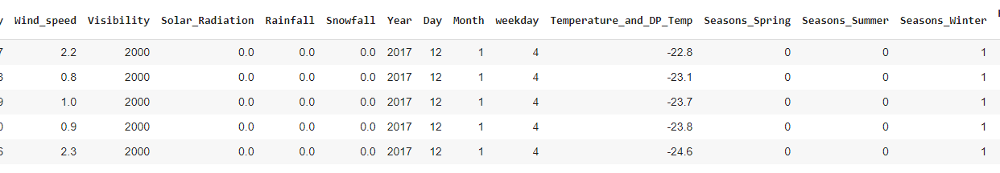 y Wind_speed Visibility Solar_Radiation Rainfall Snowfall Year Day Month weekday Temperature_and_DP_Temp Seasons_Spring Seasons_Summer Seasons_Winter
7 2.2 2000 0.0 0.0 0.0 2017 12 1 4 -22.8 0 0 1
0.8 2000 0.0 0.0 0.0 2017 12 1 4 -23.1 0 0 1
9 1.0 2000 0.0 0.0 0.0 2017 12 1 4 -23.7 0 0 1
0 0.9 2000 0.0 0.0 0.0 2017 12 1 4 -23.8 0 0 1
2.3 2000 0.0 0.0 0.0 2017 12 1 4 -24.6 0 0 1